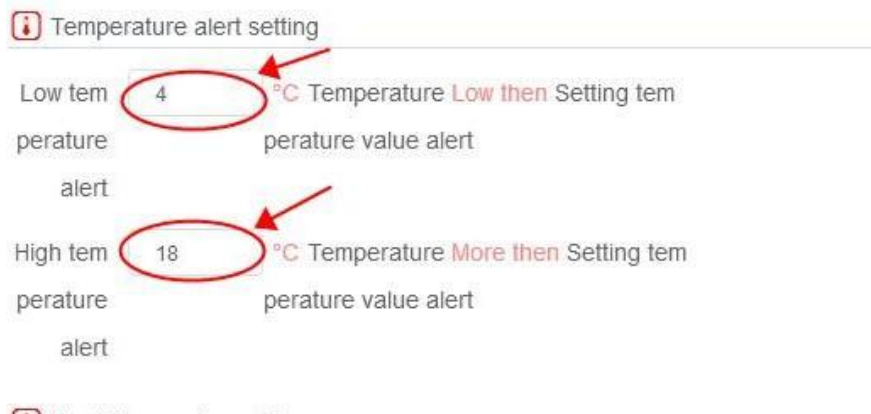 Temperature alert setting
Low tem 4 °C Temperature Low then Setting tem
perature perature value alert
alert
High tem 18 °C Temperature More then Setting tem
perature perature value alert
alert